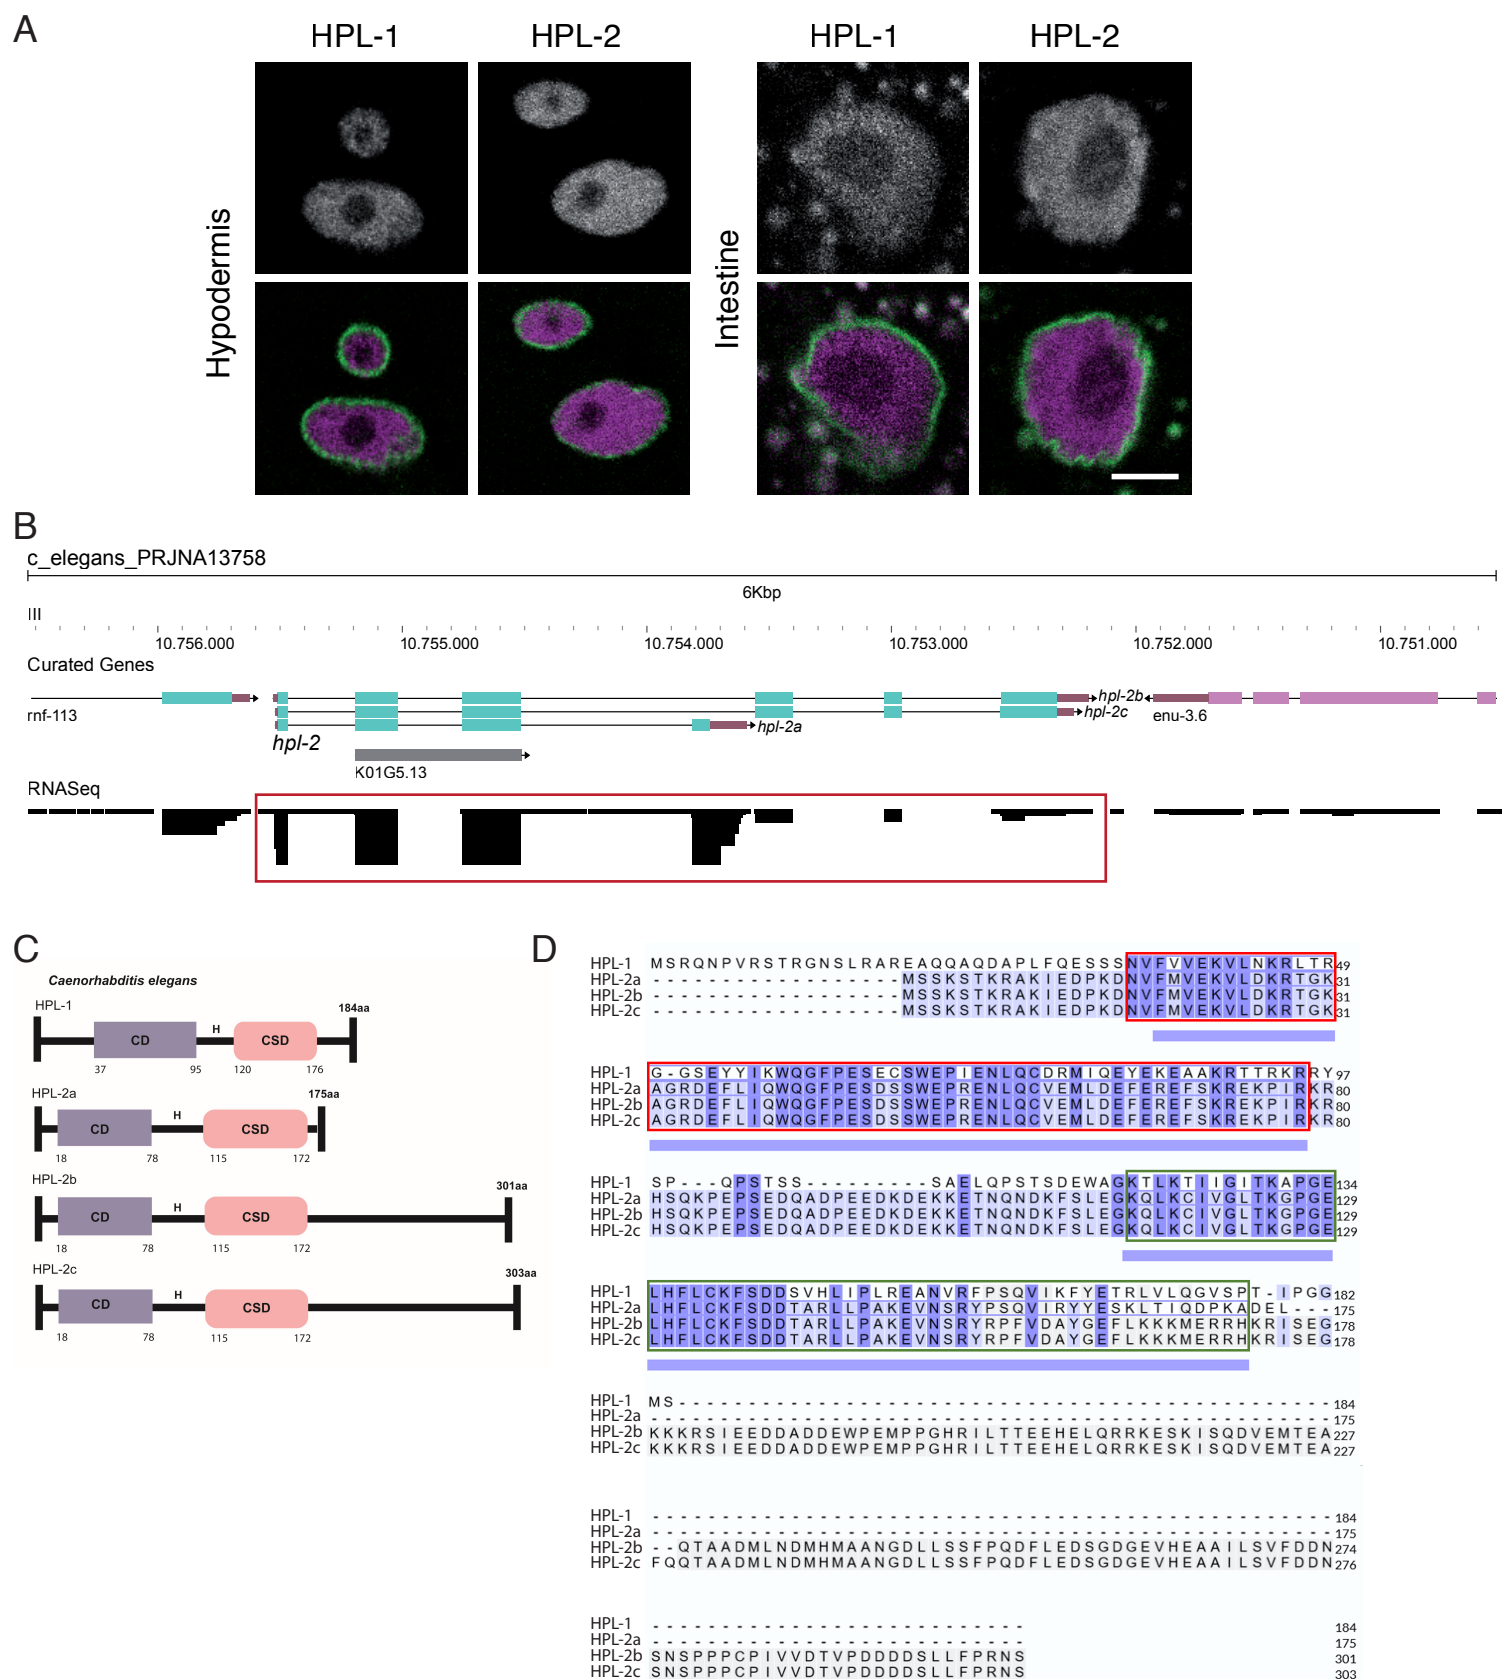 A
HPL-1 HPL-2 HPL-1 HPL-2
Hypodermis
Intestine
B
c_elegans_PRJNA13758
6Kbp
III
10.756.000 10.755.000 10.754.000 10.753.000 10.752.000 10.751.000
Curated Genes
rnf-113
hpl-2b
hpl-2c
enu-3.6
hpl-2a
hpl-2
K01G5.13
RNASeq
C
Caenorhabditis elegans
HPL-1
184aa
CD H CSD
37 95 120 176
HPL-2a
175aa
CD H CSD
18 78 115 172
HPL-2b
301aa
CD H CSD
18 78 115 172
HPL-2c
303aa
CD H CSD
18 78 115 172
D
HPL-1 MSRQNPVRSTRGNSLRAREAQQAQDAPLFQESSSNVFVVEKVLNKRLTR 49
HPL-2a ------------------MSSKSTKRAKIEDPKDNVFMVEKVLDKRTGK 31
HPL-2b ------------------MSSKSTKRAKIEDPKDNVFMVEKVLDKRTGK 31
HPL-2c ------------------MSSKSTKRAKIEDPKDNVFMVEKVLDKRTGK 31
HPL-1 G-GSEYYIKWQGFPESECSWEPIENLQCDRMIQEYEKEAAKRTTRKRRY 97
HPL-2a AGRDEFLIQWQGFPESDSSWEPRENLQCVEMLDEFEREFSKREKPIRKR 80
HPL-2b AGRDEFLIQWQGFPESDSSWEPRENLQCVEMLDEFEREFSKREKPIRKR 80
HPL-2c AGRDEFLIQWQGFPESDSSWEPRENLQCVEMLDEFEREFSKREKPIRKR 80
HPL-1 SP---QPSTSS---------SAELQPSTSDEWAGKTLKTIIGITKAPGE 134
HPL-2a HSQKPEPSEDQADPEEDKDEKKETNQNDKFSLEGKQLKCIVGLTKGPGE 129
HPL-2b HSQKPEPSEDQADPEEDKDEKKETNQNDKFSLEGKQLKCIVGLTKGPGE 129
HPL-2c HSQKPEPSEDQADPEEDKDEKKETNQNDKFSLEGKQLKCIVGLTKGPGE 129
HPL-1 LHFLCKFSDDSVHLIPLREANVRFPSQVIKFYETRLVLQGVSPT-IPGG 182
HPL-2a LHFLCKFSDDTARLLPAKEVNSRYPSQVIRYYESKLTIQDPKADEL--- 175
HPL-2b LHFLCKFSDDTARLLPAKEVNSRYRPFVDAYGEFLKKKMERRHKRISEG 178
HPL-2c LHFLCKFSDDTARLLPAKEVNSRYRPFVDAYGEFLKKKMERRHKRISEG 178
HPL-1 MS----------------------------------------------- 184
HPL-2a ------------------------------------------------- 175
HPL-2b KKKRSIEEDDADDEWPEMPPGHRILTTEEHELQRRKESKISQDVEMTEA 227
HPL-2c KKKRSIEEDDADDEWPEMPPGHRILTTEEHELQRRKESKISQDVEMTEA 227
HPL-1 ------------------------------------------------- 184
HPL-2a ------------------------------------------------- 175
HPL-2b --QTAADMLNDMHMAANGDLLSSFPQDFLEDSGDGEVHEAAILSVFDDN 274
HPL-2c FQQTAADMLNDMHMAANGDLLSSFPQDFLEDSGDGEVHEAAILSVFDDN 276
HPL-1 --------------------------- 184
HPL-2a --------------------------- 175
HPL-2b SNSPPPCPIVVDTVPDDDDSLLFPRNS 301
HPL-2c SNSPPPCPIVVDTVPDDDDSLLFPRNS 303